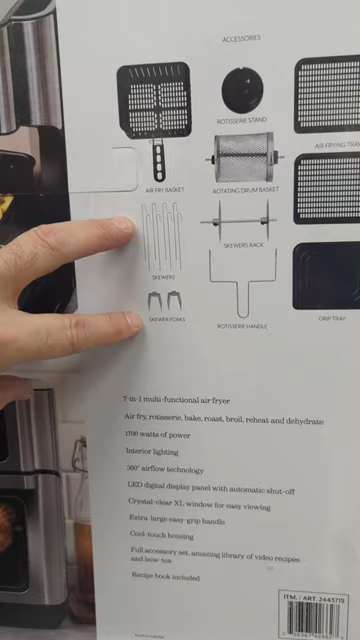 ACCESSORIES
ROTISSERIE STAND
AIR FRYING TRAY
AIR FRY BASKET
ROTATING DRUM BASKET
SKEWERS RACK
SKEWERS
SKEWER FORKS
ROTISSERIE HANDLE
DRIP TRAY
7-in-1 multi-functional air fryer
Air fry, rotisserie, bake, roast, broil, reheat and dehydrate
1700 watts of power
Interior lighting
360° airflow technology
LED digital display panel with automatic shut-off
Crystal-clear XL window for easy viewing
Extra-large easy-grip handle
Cool-touch housing
Full accessory set, amazing library of video recipes
and how-tos
Recipe book included
ITM. / ART. 3443715